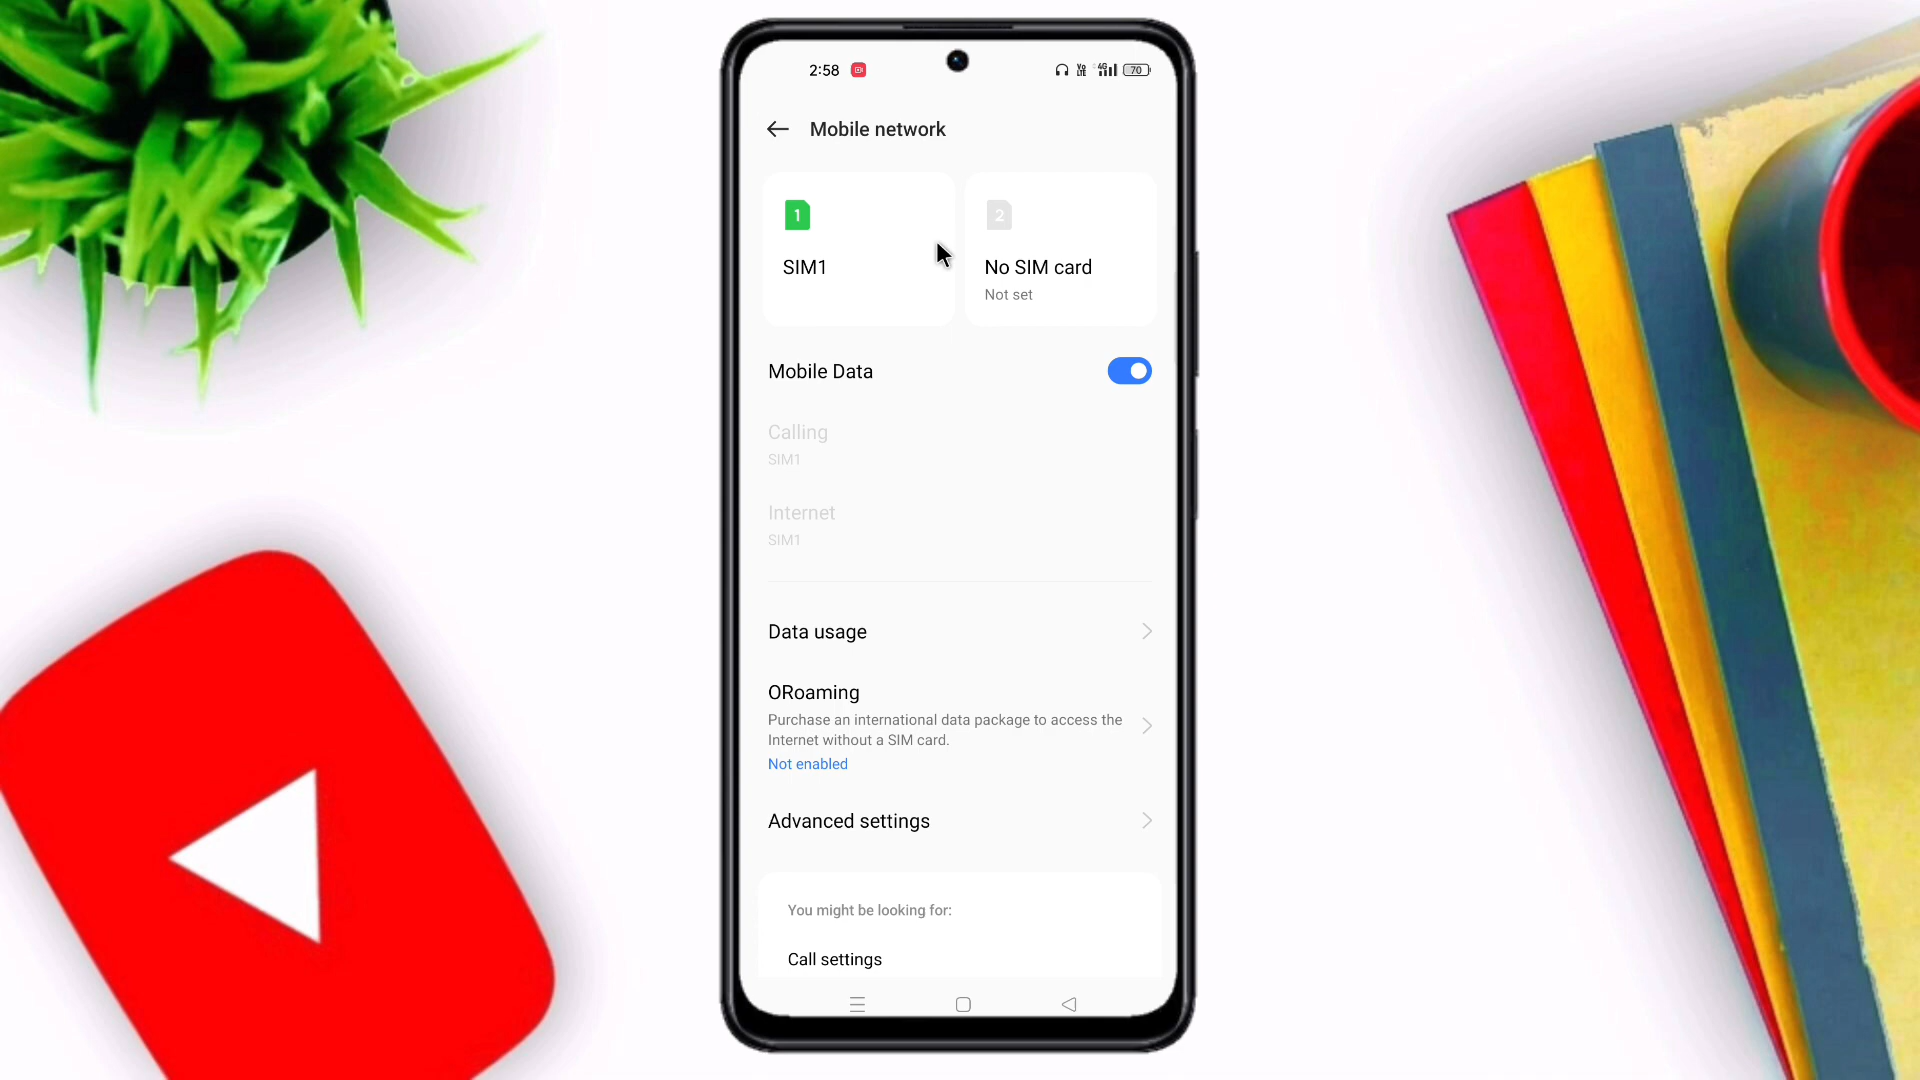 2:58
4G
70
Mobile network
1
SIM1
2
No SIM card
Not set
Mobile Data
Calling
SIM1
Internet
SIM1
Data usage
ORoaming
Purchase an international data package to access the
Internet without a SIM card.
Not enabled
Advanced settings
You might be looking for:
Call settings